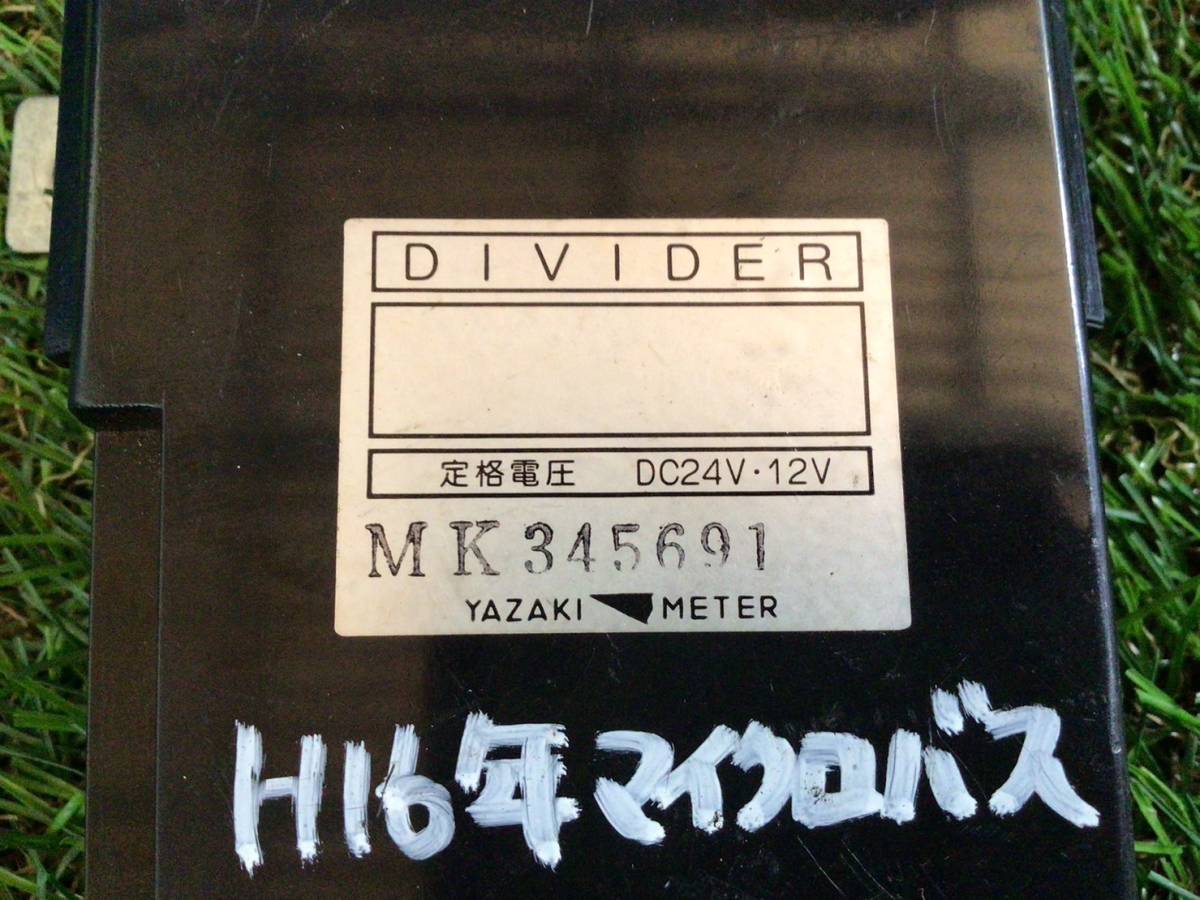 DIVIDER
定格電圧 DC24V・12V
MK345691
YAZAKI METER
H16年マイクロバス